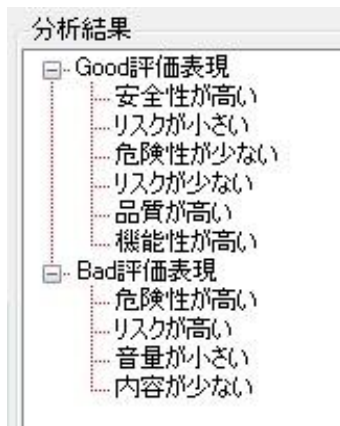 分析結果
Good評価表現
安全性が高い
リスクが小さい
危険性が少ない
リスクが少ない
品質が高い
機能性が高い
Bad評価表現
危険性が高い
リスクが高い
音量が小さい
内容が少ない